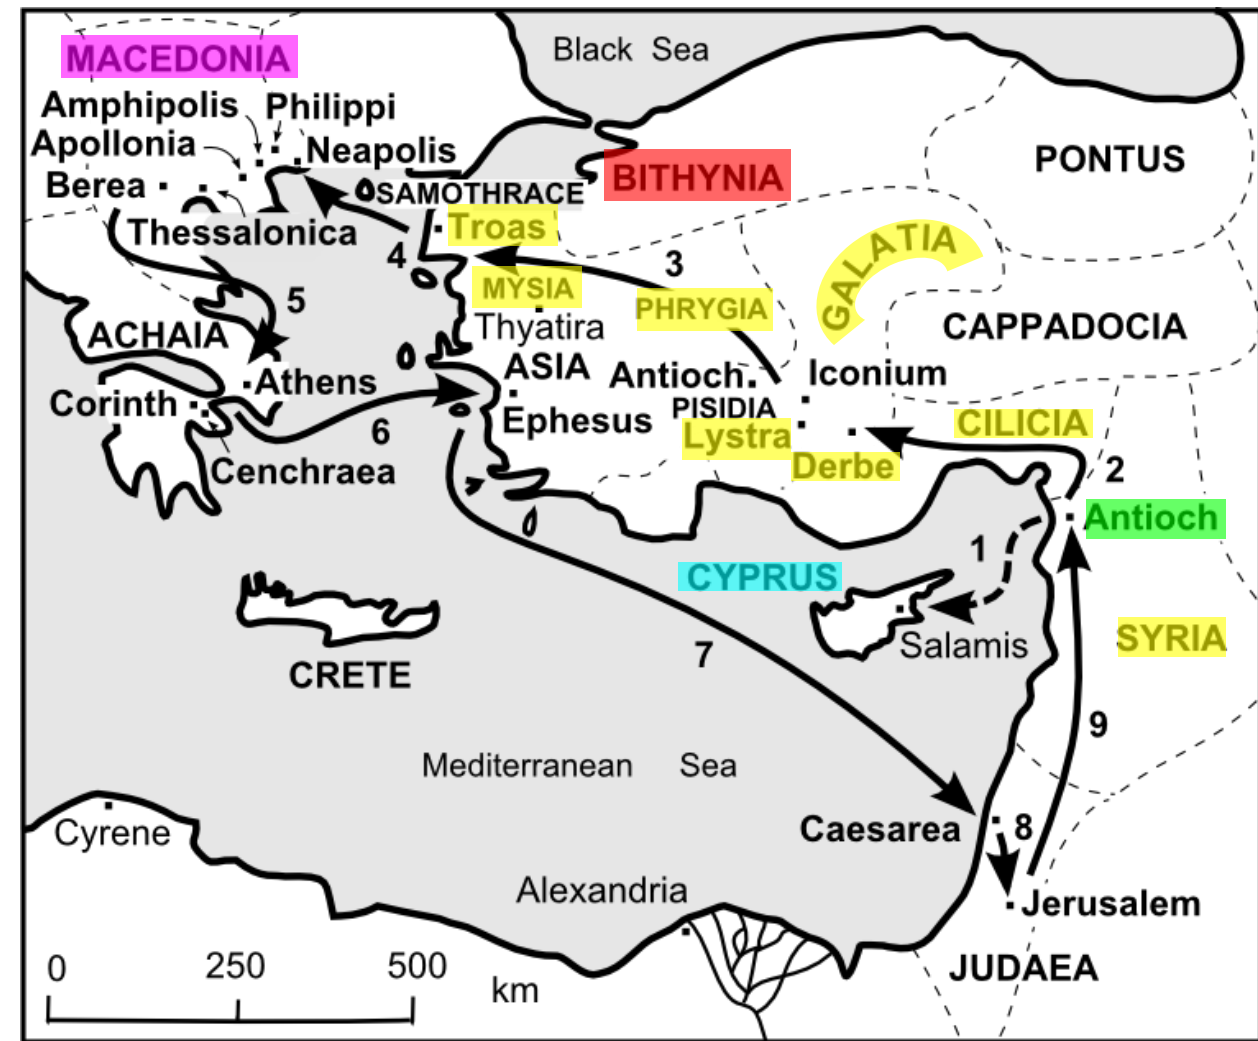 Black Sea
MACEDONIA
Amphipolis
Philippi
Apollonia
Neapolis
Berea
SAMOTHRACE
BITHYNIA
PONTUS
Thessalonica
Troas
4
3
GALATIA
MYSIA
PHRYGIA
5
Thyatira
ACHAIA
CAPPADOCIA
ASIA
Antioch
Iconium
Athens
Corinth
PISIDIA
Ephesus
6
Lystra
CILICIA
Cenchraea
Derbe
2
Antioch
1
CYPRUS
Salamis
SYRIA
CRETE
7
9
Mediterranean Sea
Cyrene
Caesarea
8
Alexandria
Jerusalem
JUDAEA
0 250 500
km